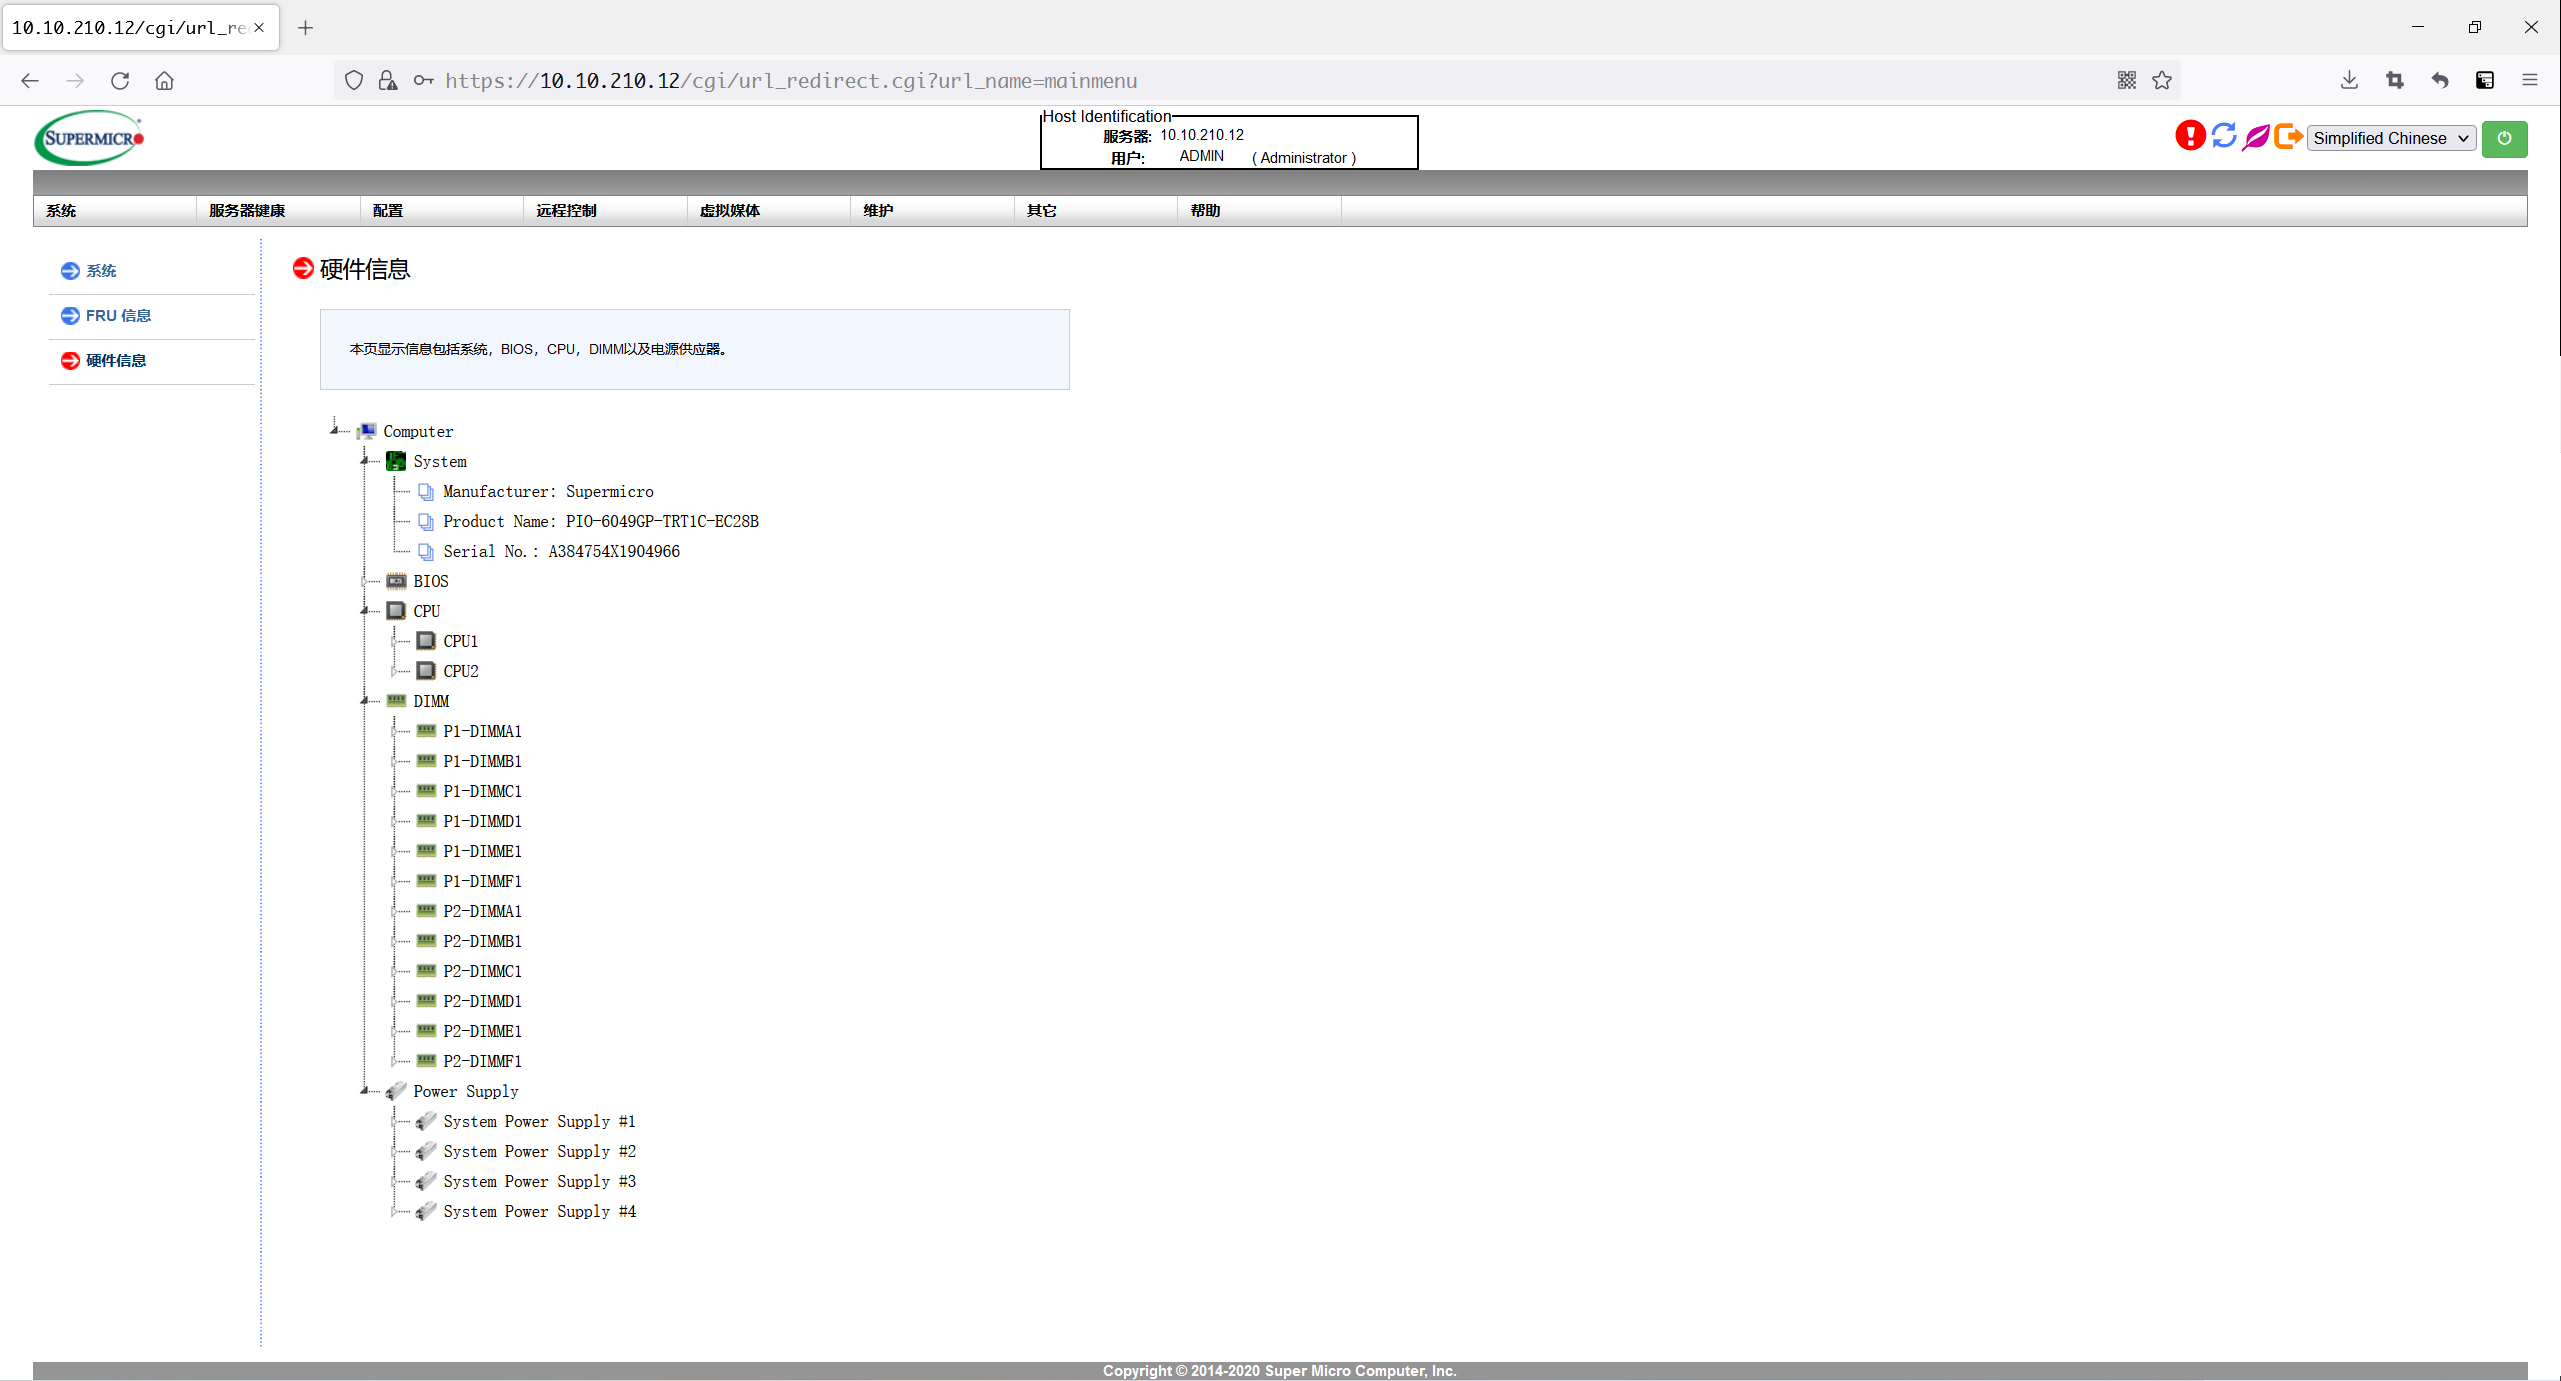 10.10.210.12/cgi/url_re
https://10.10.210.12/cgi/url_redirect.cgi?url_name=mainmenu
SUPERMICR
Host Identification
服务器: 10.10.210.12
用户: ADMIN ( Administrator )
Simplified Chinese
系统 服务器健康 配置 远程控制 虚拟媒体 维护 其它 帮助
系统
FRU 信息
硬件信息
硬件信息
本页显示信息包括系统，BIOS，CPU，DIMM以及电源供应器。
Computer
System
Manufacturer: Supermicro
Product Name: PIO-6049GP-TRT1C-EC28B
Serial No.: A384754X1904966
BIOS
CPU
CPU1
CPU2
DIMM
P1-DIMMA1
P1-DIMMB1
P1-DIMMC1
P1-DIMMD1
P1-DIMME1
P1-DIMMF1
P2-DIMMA1
P2-DIMMB1
P2-DIMMC1
P2-DIMMD1
P2-DIMME1
P2-DIMMF1
Power Supply
System Power Supply #1
System Power Supply #2
System Power Supply #3
System Power Supply #4
Copyright © 2014-2020 Super Micro Computer, Inc.